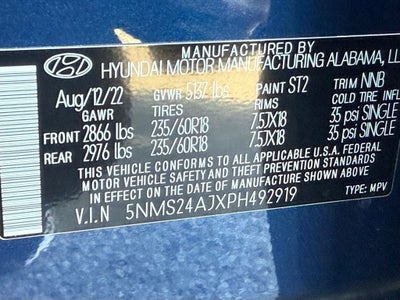 MANUFACTURED BY
HYUNDAI MOTOR MANUFACTURING ALABAMA, LL
Aug/12/22 GVWR 5137 lbs PAINT ST2 TRIM NNB
GAWR TIRES RIMS COLD TIRE INFL
FRONT 2866 lbs 235/60R18 7.5JX18 35 psi SINGLE
REAR 2976 lbs 235/60R18 7.5JX18 35 psi SINGLE
THIS VEHICLE CONFORMS TO ALL APPLICABLE U.S.A. FEDERAL
MOTOR VEHICLE SAFETY AND THEFT PREVENTION STANDARDS
IN EFFECT ON THE DATE OF MANUFACTURE SHOWN ABOVE.
V.I.N 5NMS24AJXPH492919 TYPE: MPV